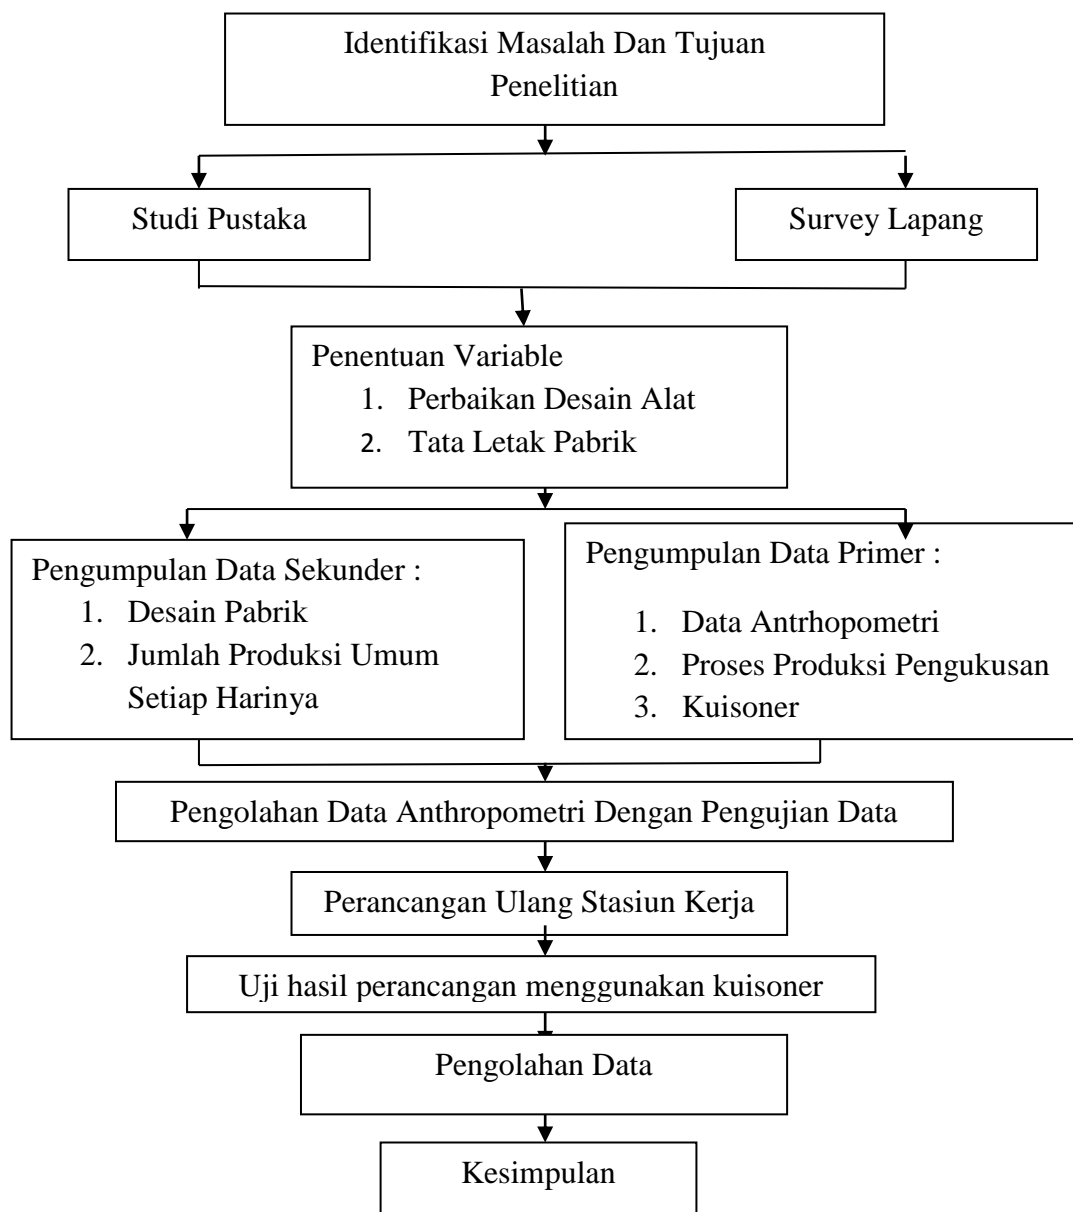 Identifikasi Masalah Dan Tujuan
Penelitian
Studi Pustaka
Survey Lapang
Penentuan Variable
1. Perbaikan Desain Alat
2. Tata Letak Pabrik
Pengumpulan Data Sekunder :
1. Desain Pabrik
2. Jumlah Produksi Umum
Setiap Harinya
Pengumpulan Data Primer :
1. Data Antrhopometri
2. Proses Produksi Pengukusan
3. Kuisoner
Pengolahan Data Anthropometri Dengan Pengujian Data
Perancangan Ulang Stasiun Kerja
Uji hasil perancangan menggunakan kuisoner
Pengolahan Data
Kesimpulan